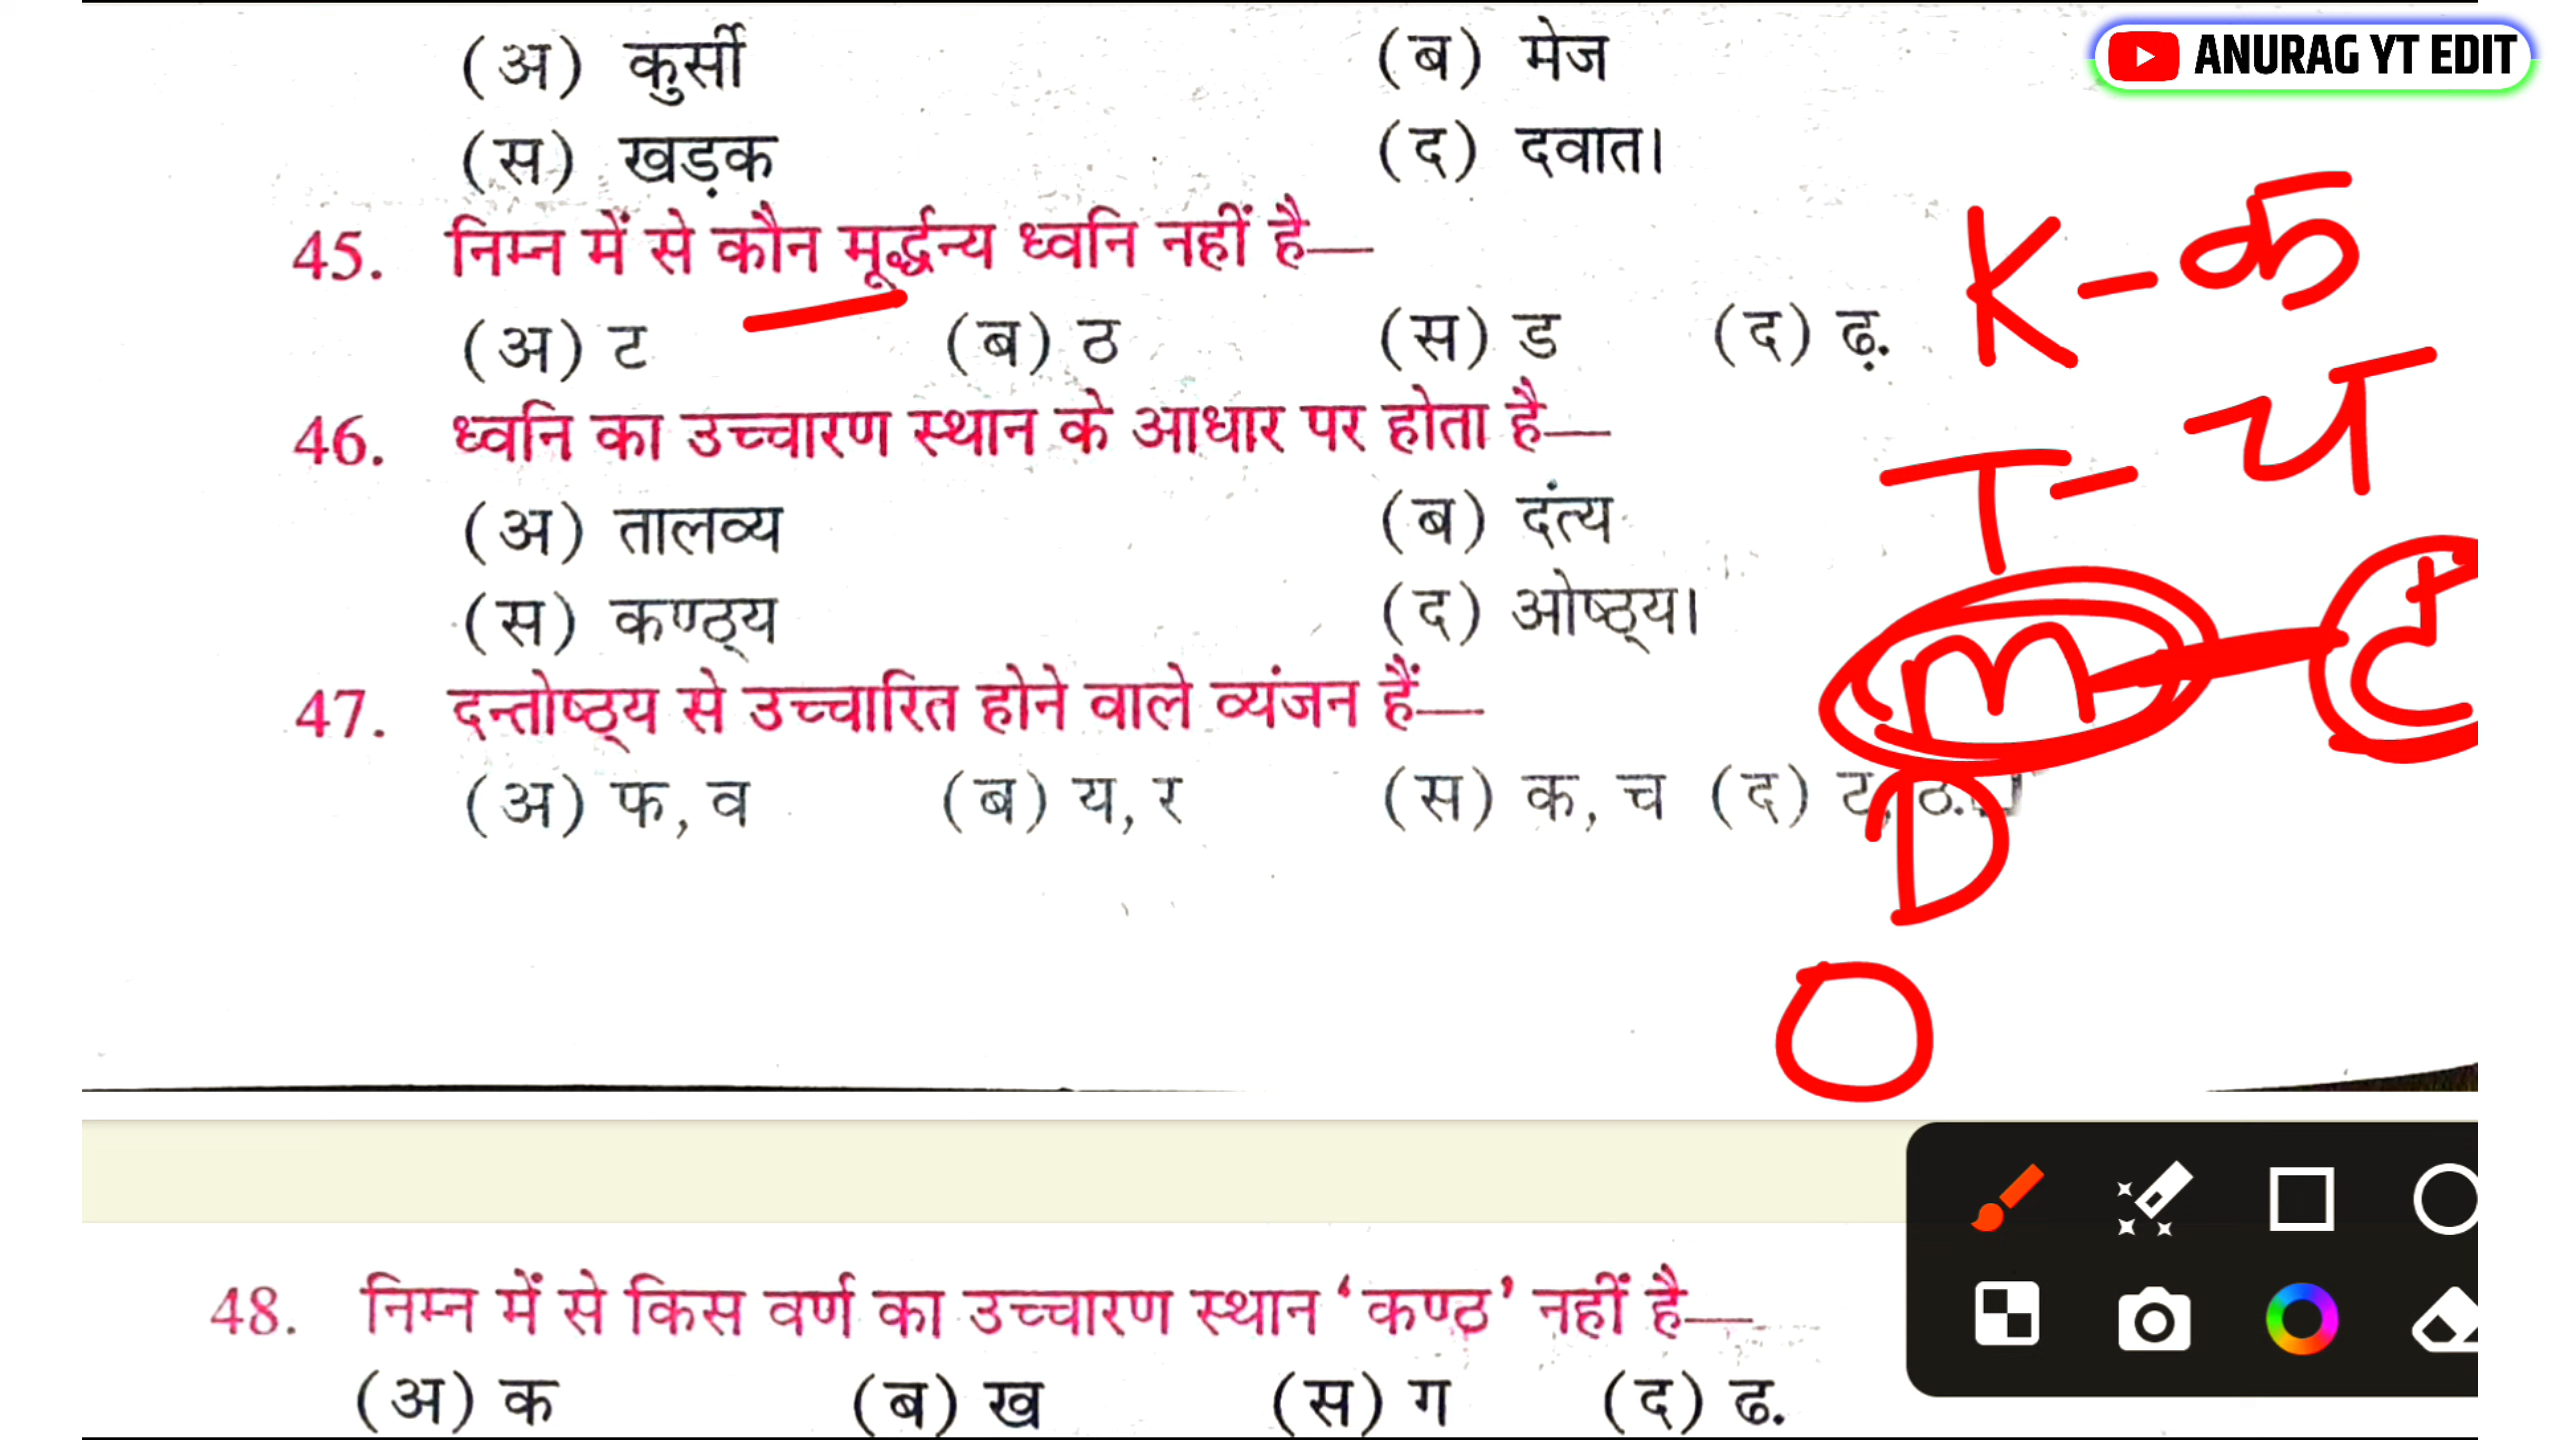 ANURAG YT EDIT
(अ) कुर्सी (ब) मेज
(स) खड़क (द) दवात।
45. निम्न में से कौन मूर्द्धन्य ध्वनि नहीं है—
(अ) ट (ब) ठ (स) ड (द) ढ़.
K - क
46. ध्वनि का उच्चारण स्थान के आधार पर होता है—
T - च
(अ) तालव्य (ब) दंत्य
(स) कण्ठ्य (द) ओष्ठ्य।
M - ट
47. दन्तोष्ठ्य से उच्चारित होने वाले व्यंजन हैं—
(अ) फ, व (ब) य, र (स) क, च (द) ट, ठ.
D
O
48. निम्न में से किस वर्ण का उच्चारण स्थान ‘कण्ठ’ नहीं है—
(अ) क (ब) ख (स) ग (द) ढ.